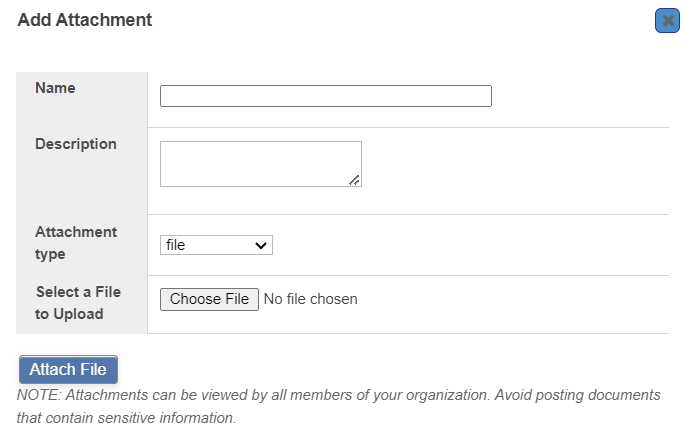 Add Attachment
Name
Description
Attachment
type
file
Select a File
to Upload
Choose File No file chosen
Attach File
NOTE: Attachments can be viewed by all members of your organization. Avoid posting documents
that contain sensitive information.